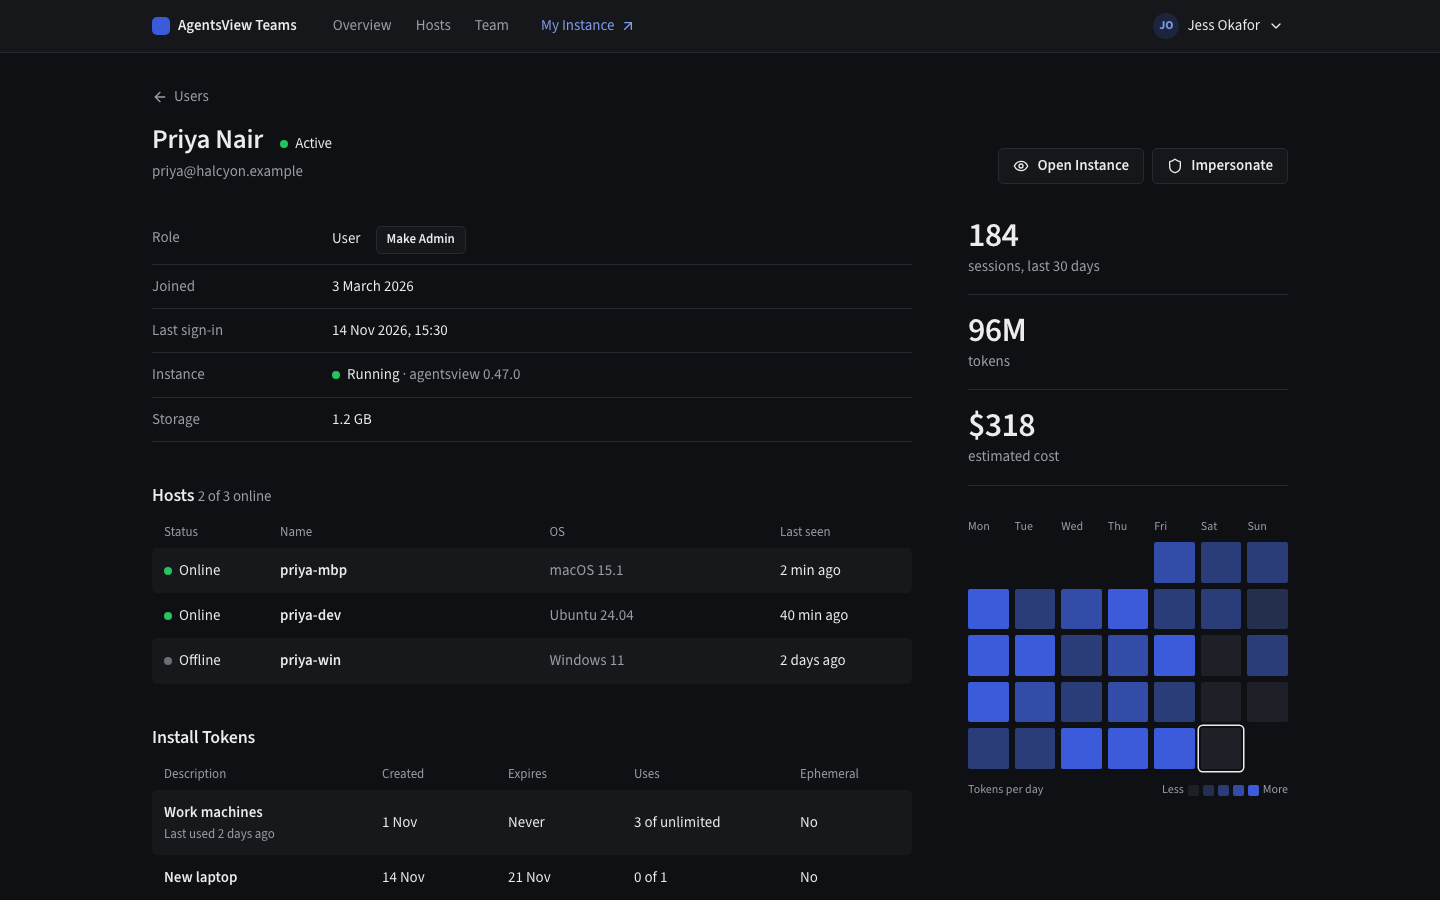 AgentsView Teams Overview Hosts Team My Instance JO Jess Okafor
Users
Priya Nair Active
priya@halcyon.example
Open Instance Impersonate
Role User Make Admin
Joined 3 March 2026
Last sign-in 14 Nov 2026, 15:30
Instance Running · agentsview 0.47.0
Storage 1.2 GB
184
sessions, last 30 days
96M
tokens
$318
estimated cost
Hosts 2 of 3 online
Status Name OS Last seen
Online priya-mbp macOS 15.1 2 min ago
Online priya-dev Ubuntu 24.04 40 min ago
Offline priya-win Windows 11 2 days ago
Mon Tue Wed Thu Fri Sat Sun
Tokens per day Less More
Install Tokens
Description Created Expires Uses Ephemeral
Work machines 1 Nov Never 3 of unlimited No
Last used 2 days ago
New laptop 14 Nov 21 Nov 0 of 1 No